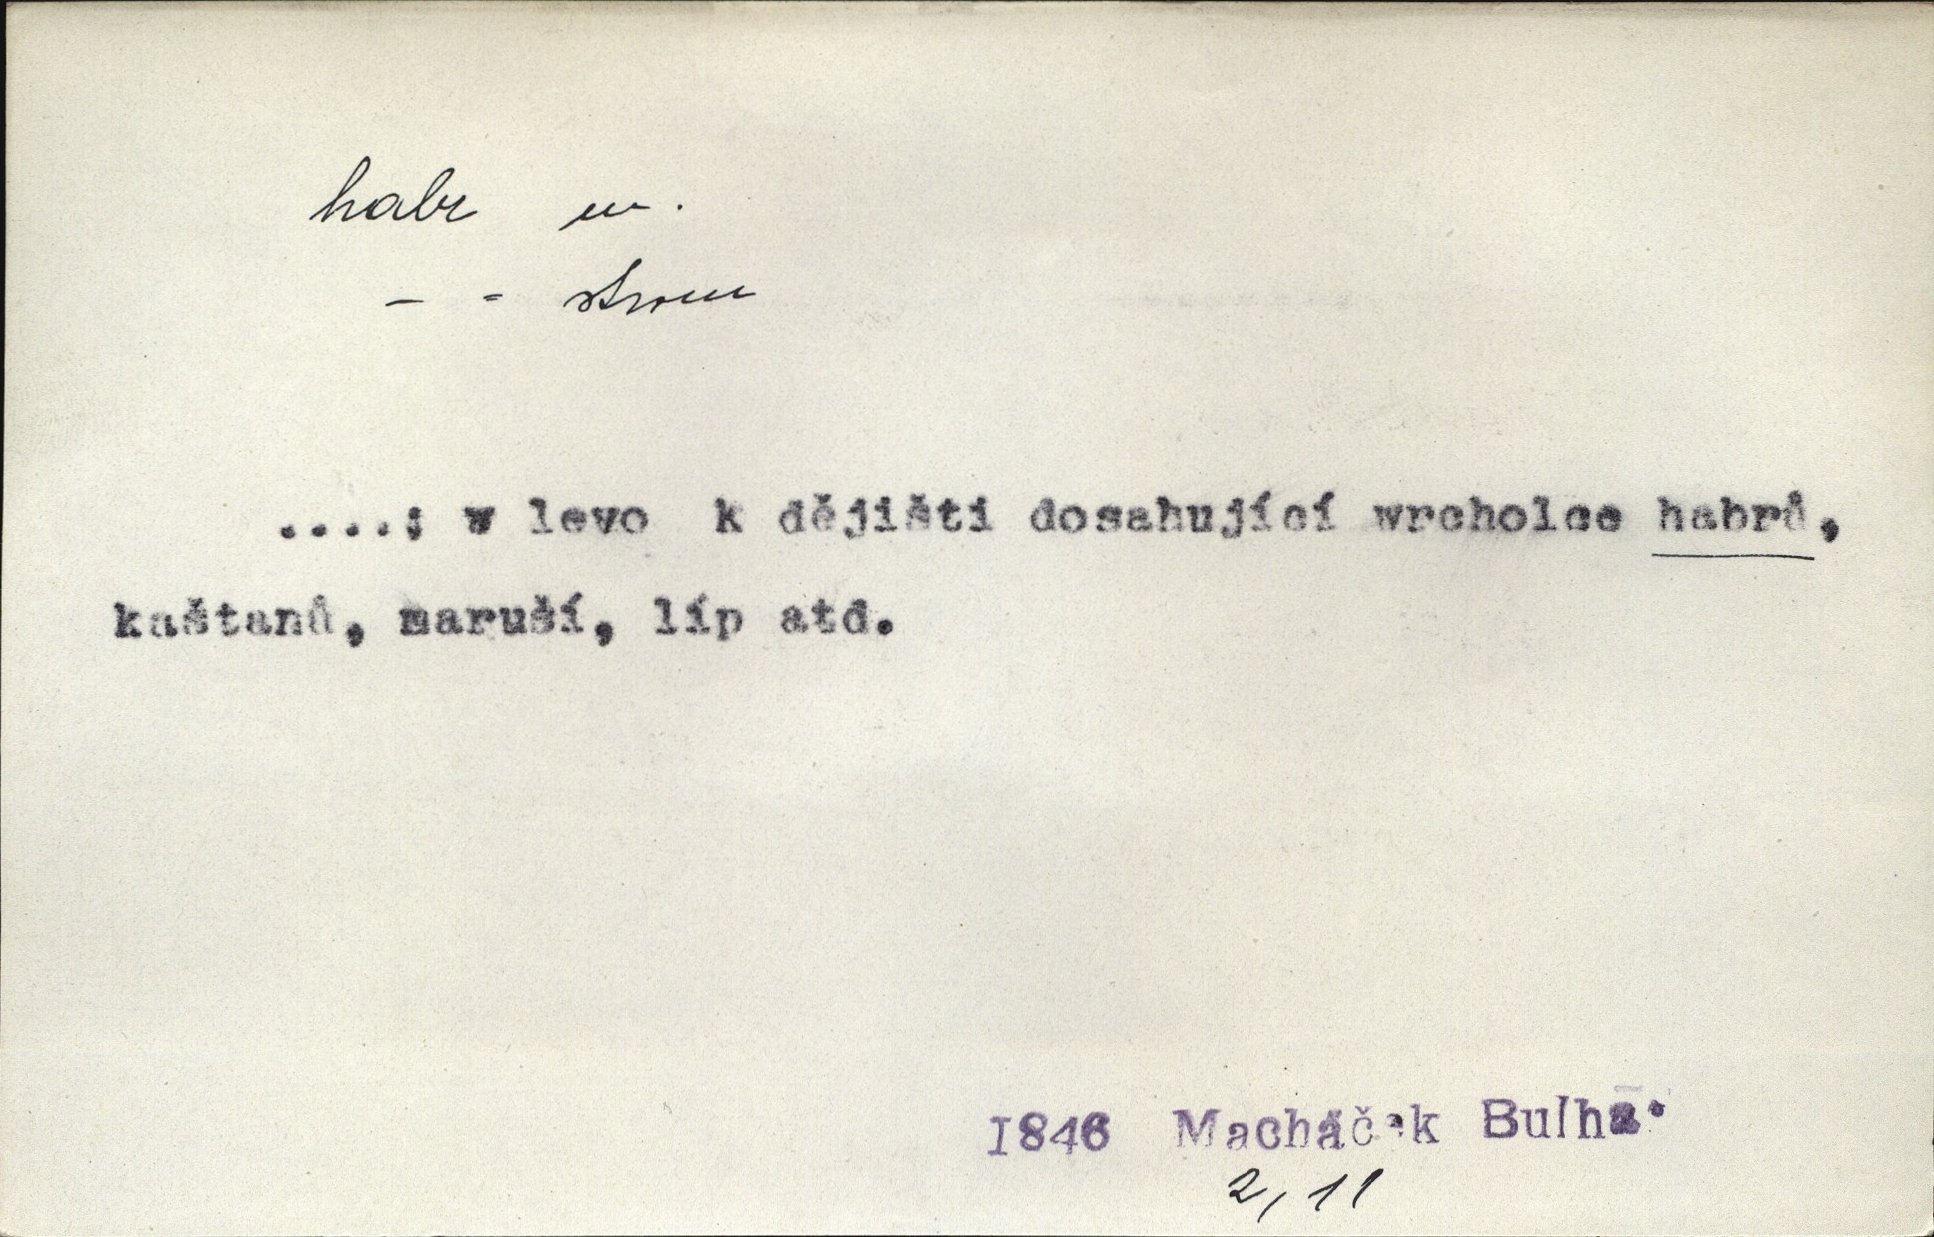 habr m.
– - strom
....; w levo k dějišti dosahující wrcholce habrů,
kaštanů, maruší, líp atd.
1846 Macháček Bulh.
2, 11